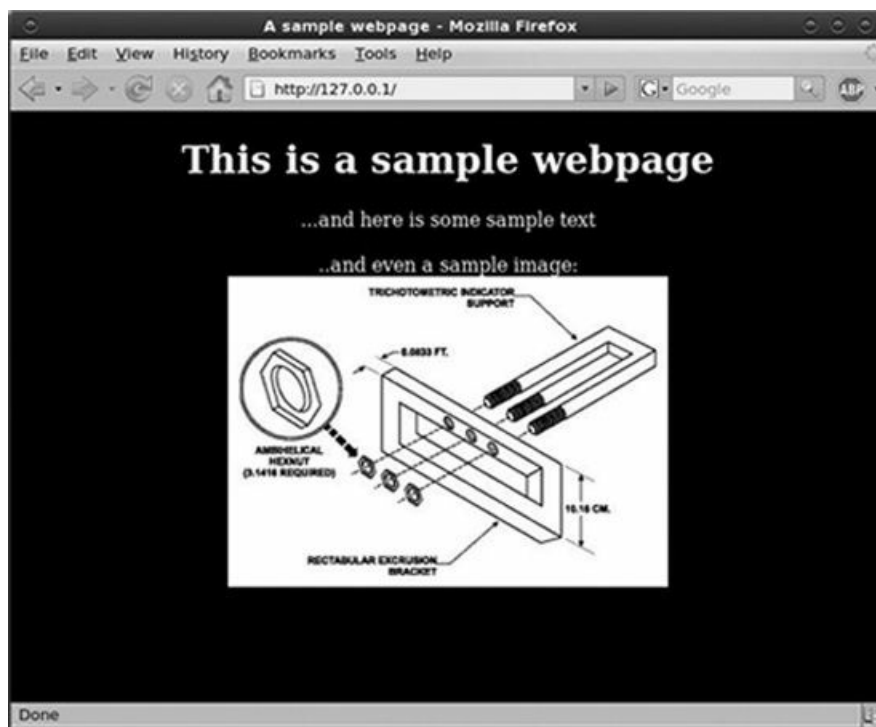 A sample webpage - Mozilla Firefox
File Edit View History Bookmarks Tools Help
http://127.0.0.1/ G Google ABP
This is a sample webpage
...and here is some sample text
..and even a sample image:
TRICHOTOMETRIC INDICATOR
SUPPORT
0.0833 FT.
AMBIHELICAL
HEXNUT
(3.1416 REQUIRED)
10.16 CM.
RECTABULAR EXCRUSION
BRACKET
Done